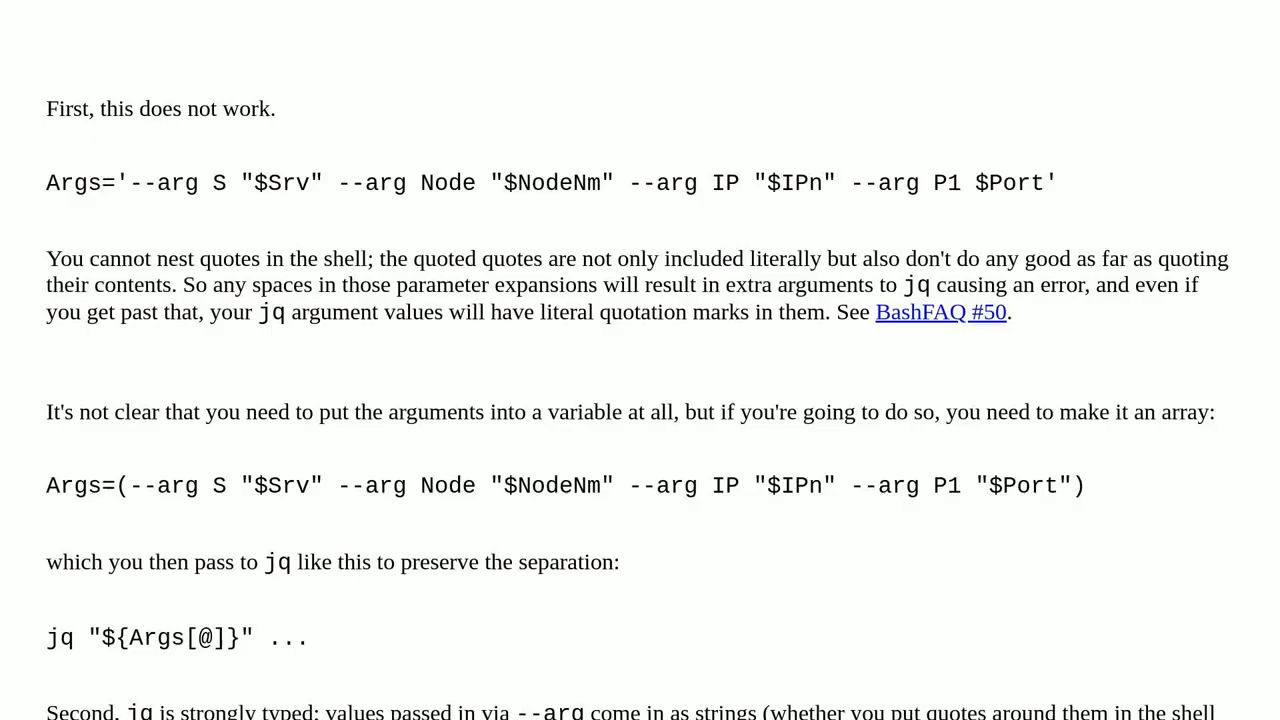 First, this does not work.
Args='--arg S "$Srv" --arg Node "$NodeNm" --arg IP "$IPn" --arg P1 $Port'
You cannot nest quotes in the shell; the quoted quotes are not only included literally but also don't do any good as far as quoting
their contents. So any spaces in those parameter expansions will result in extra arguments to jq causing an error, and even if
you get past that, your jq argument values will have literal quotation marks in them. See BashFAQ #50.
It's not clear that you need to put the arguments into a variable at all, but if you're going to do so, you need to make it an array:
Args=(--arg S "$Srv" --arg Node "$NodeNm" --arg IP "$IPn" --arg P1 "$Port")
which you then pass to jq like this to preserve the separation:
jq "${Args[@]}" ...
Second, jq is strongly typed; values passed in via --arg come in as strings (whether you put quotes around them in the shell